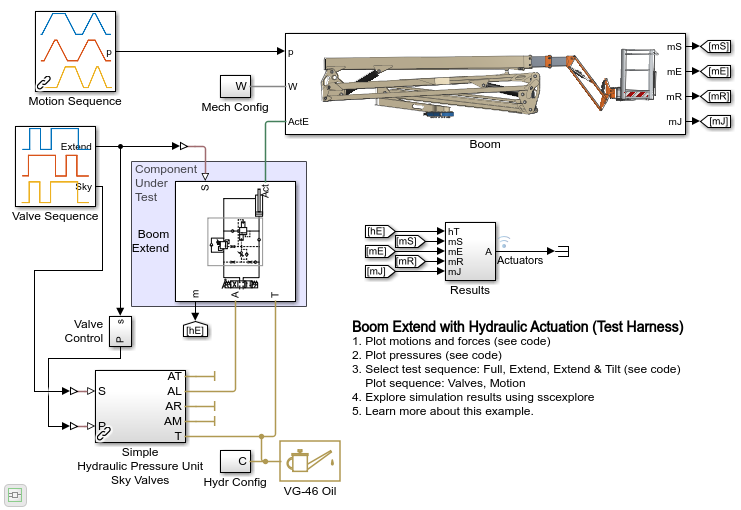 p
Motion Sequence
W
Mech Config
p
W
ActE
mS
mE
mR
mJ
[mS]
[mE]
[mR]
[mJ]
Boom
Extend
Sky
Valve Sequence
Component
Under
Test
Boom
Extend
S
Act
m
A
T
[hE]
Valve
Control
s
P
[hE]
[mS]
[mE]
[mR]
[mJ]
hT
mS
mE
mR
mJ
A
Actuators
Results
Boom Extend with Hydraulic Actuation (Test Harness)
1. Plot motions and forces (see code)
2. Plot pressures (see code)
3. Select test sequence: Full, Extend, Extend & Tilt (see code)
Plot sequence: Valves, Motion
4. Explore simulation results using sscexplore
5. Learn more about this example.
S
P
AT
AL
AR
AM
T
Simple
Hydraulic Pressure Unit
Sky Valves
C
Hydr Config
VG-46 Oil